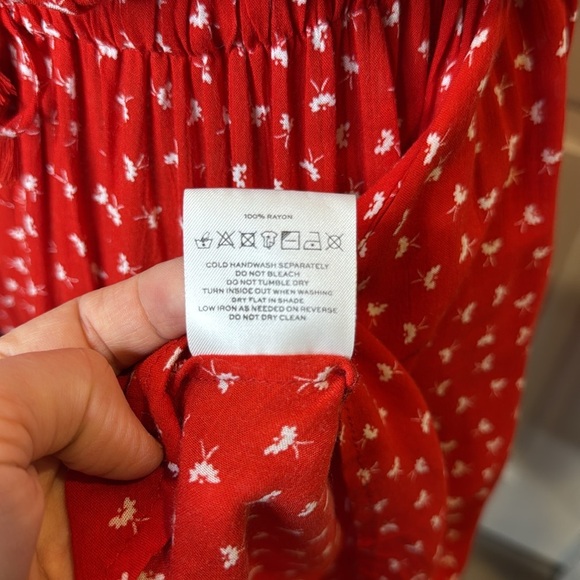 100% RAYON
COLD HANDWASH SEPARATELY
DO NOT BLEACH
DO NOT TUMBLE DRY
TURN INSIDE OUT WHEN WASHING
DRY FLAT IN SHADE
LOW IRON AS NEEDED ON REVERSE
DO NOT DRY CLEAN